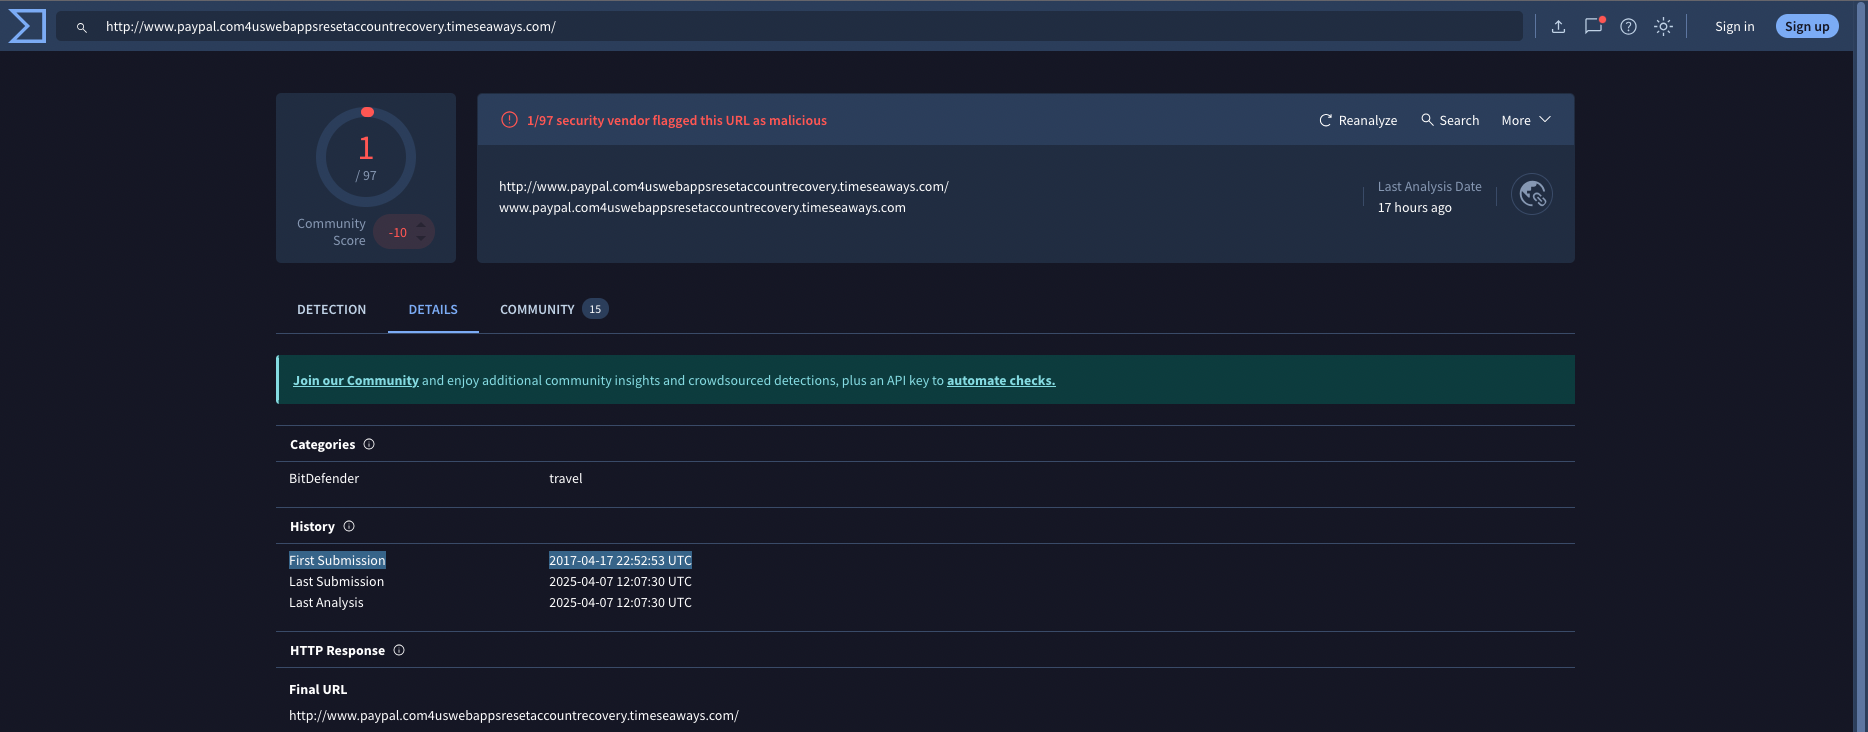 http://www.paypal.com4uswebappsresetaccountrecovery.timeseaways.com/
Sign in
Sign up
1
/ 97
Community Score
-10
1/97 security vendor flagged this URL as malicious
Reanalyze
Search
More
http://www.paypal.com4uswebappsresetaccountrecovery.timeseaways.com/
www.paypal.com4uswebappsresetaccountrecovery.timeseaways.com
Last Analysis Date
17 hours ago
DETECTION
DETAILS
COMMUNITY 15
Join our Community and enjoy additional community insights and crowdsourced detections, plus an API key to automate checks.
Categories
BitDefender travel
History
First Submission 2017-04-17 22:52:53 UTC
Last Submission 2025-04-07 12:07:30 UTC
Last Analysis 2025-04-07 12:07:30 UTC
HTTP Response
Final URL
http://www.paypal.com4uswebappsresetaccountrecovery.timeseaways.com/